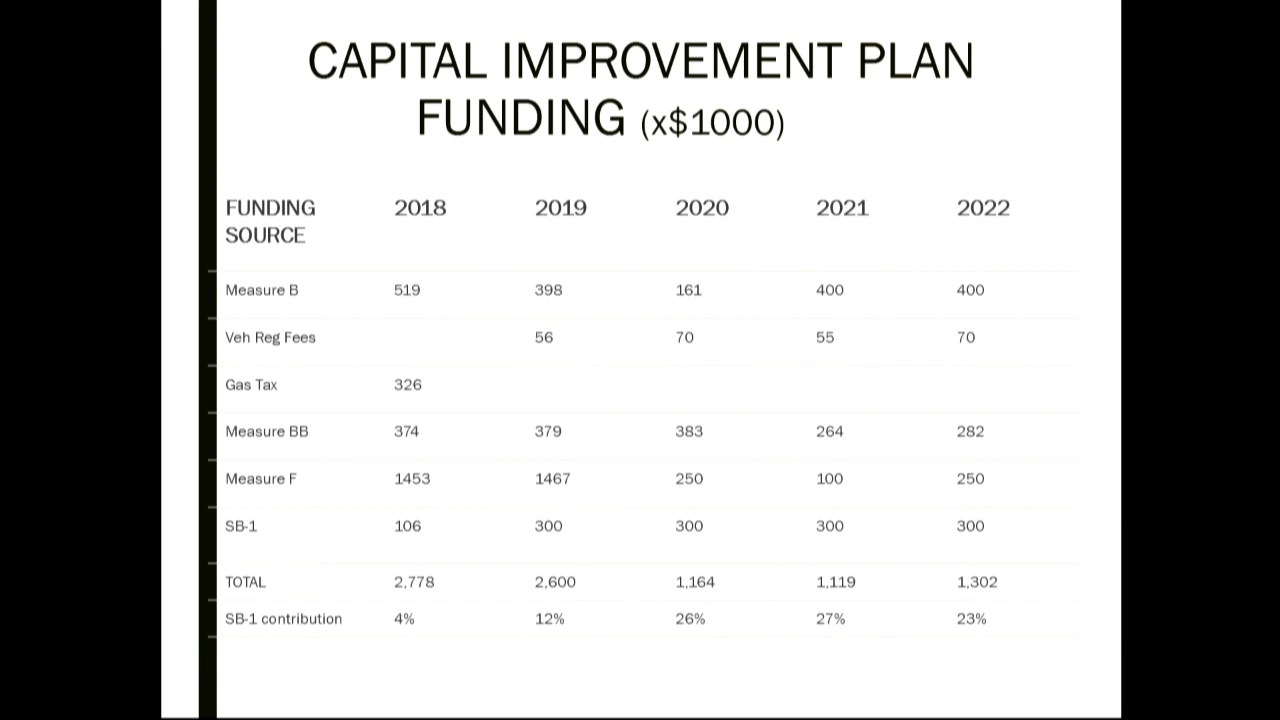 CAPITAL IMPROVEMENT PLAN
FUNDING (x$1000)
FUNDING SOURCE 2018 2019 2020 2021 2022
Measure B 519 398 161 400 400
Veh Reg Fees 56 70 55 70
Gas Tax 326
Measure BB 374 379 383 264 282
Measure F 1453 1467 250 100 250
SB-1 106 300 300 300 300
TOTAL 2,778 2,600 1,164 1,119 1,302
SB-1 contribution 4% 12% 26% 27% 23%